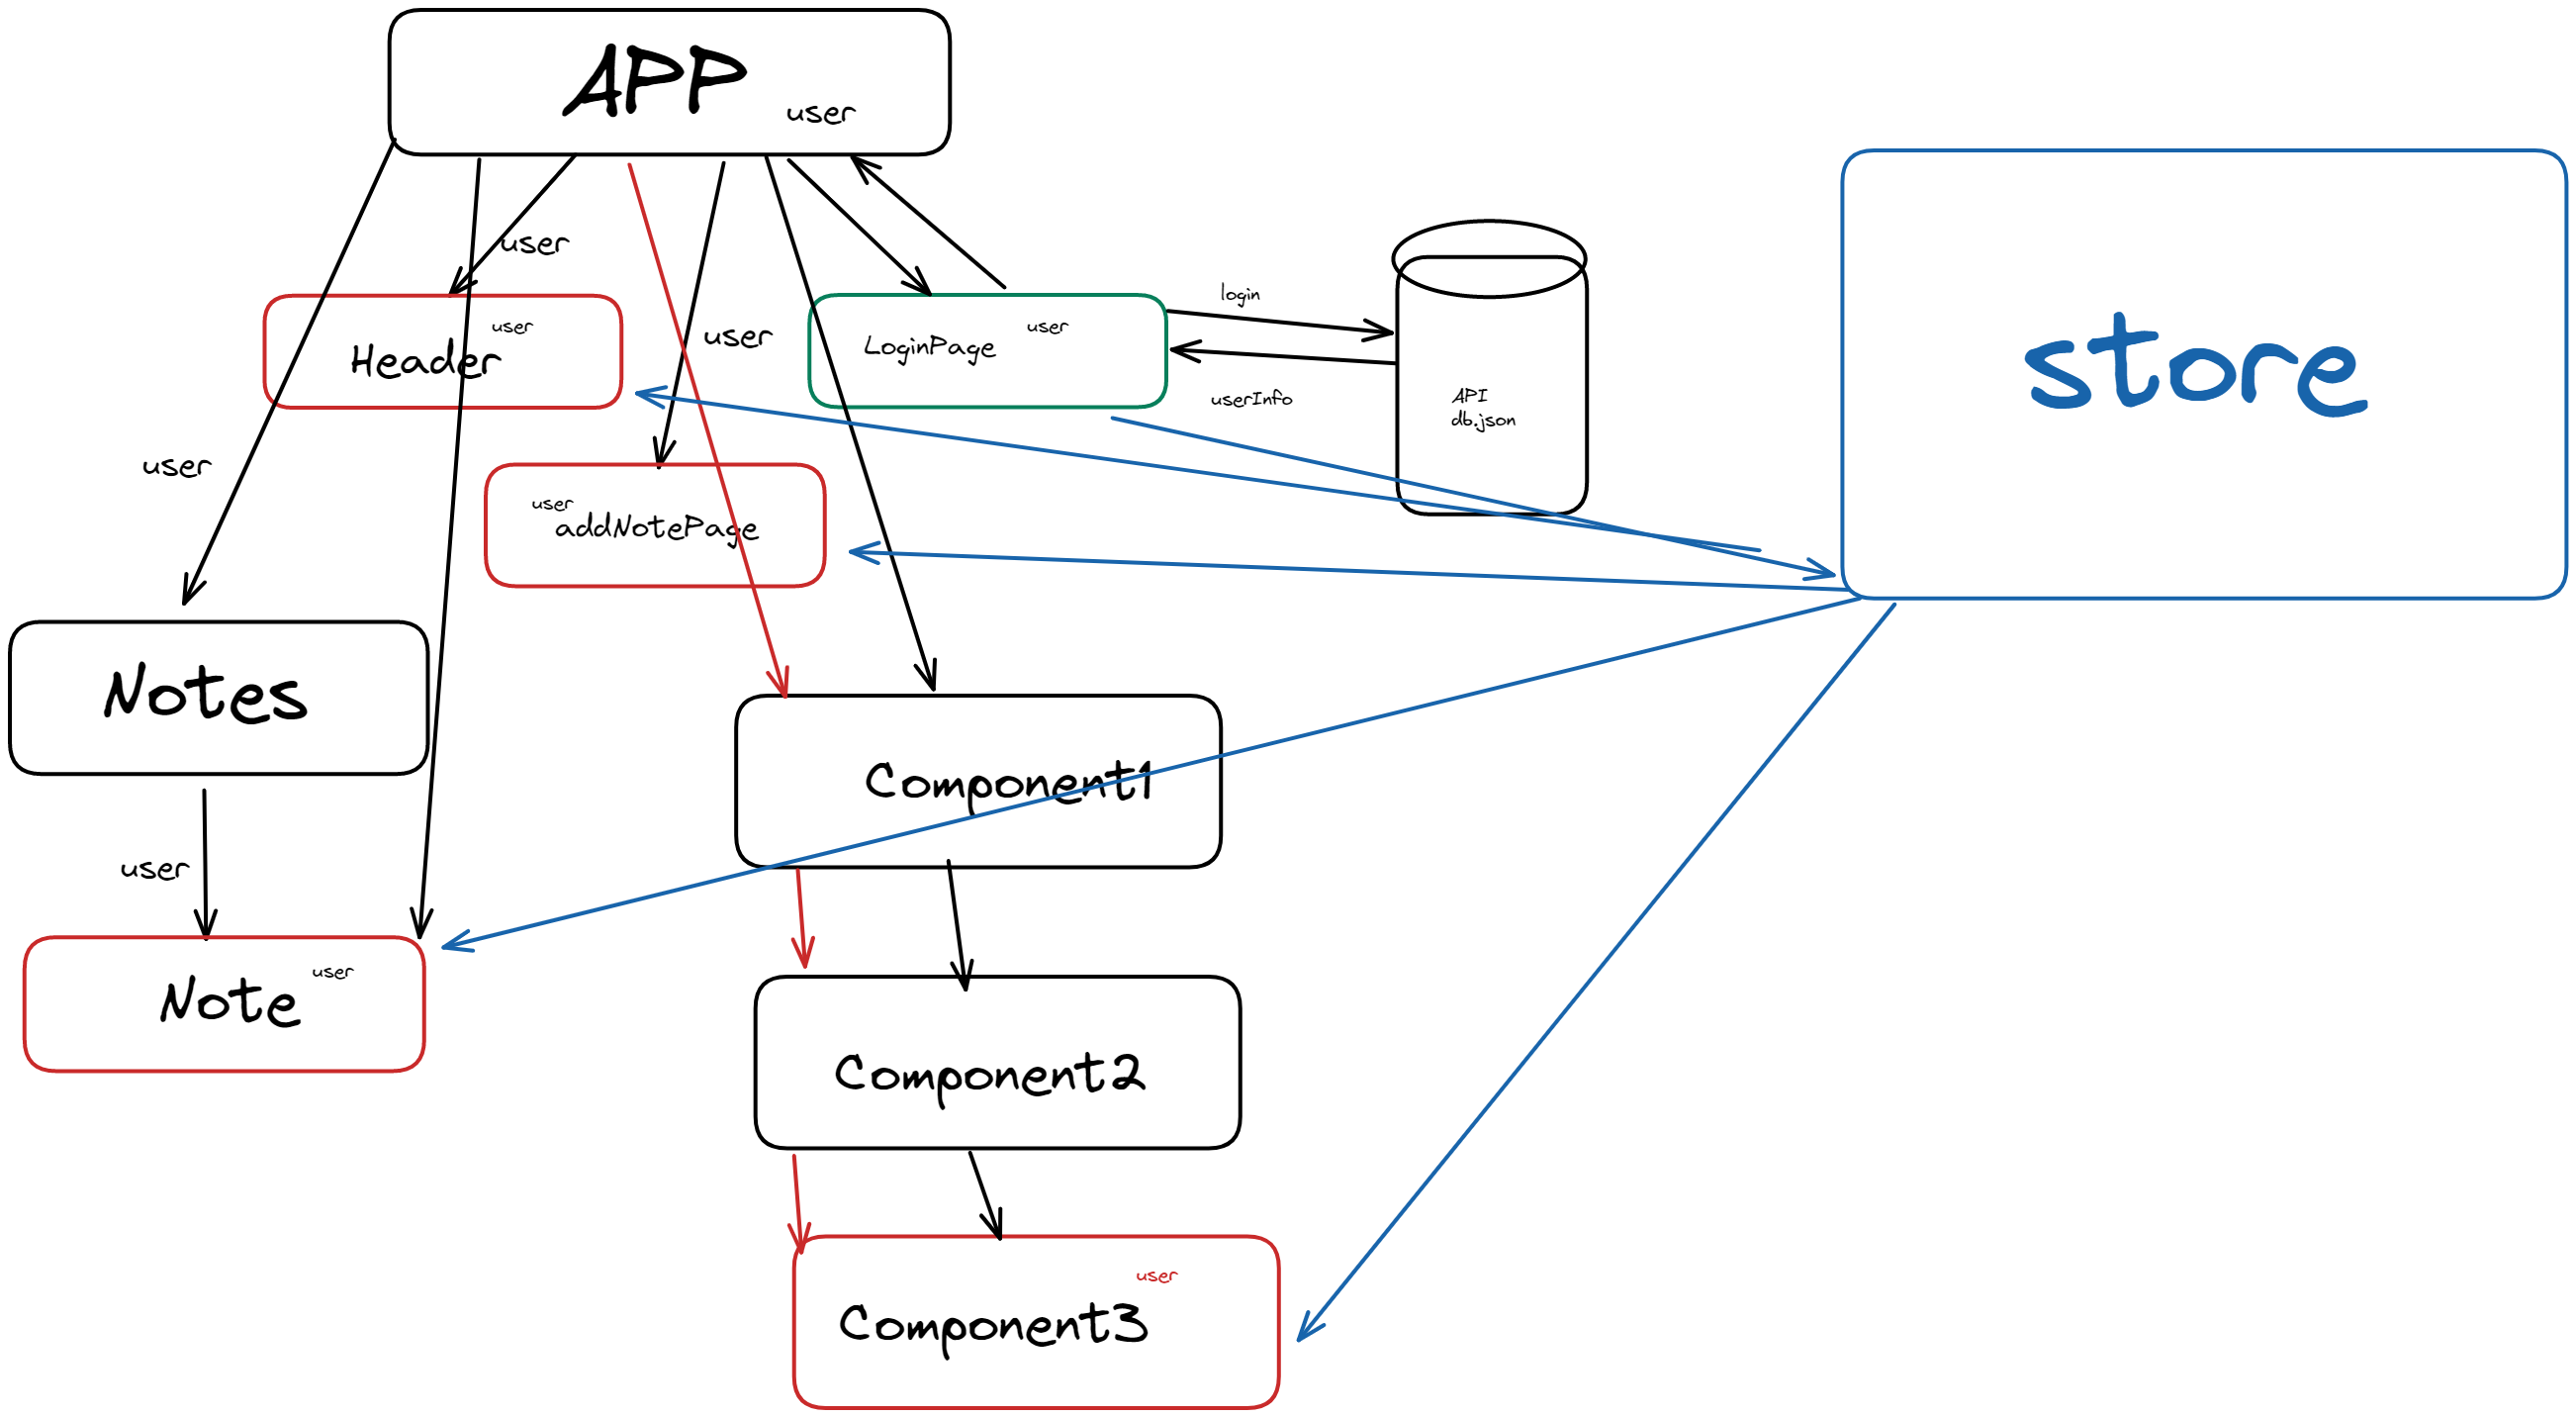 APP
user
user
Header
user
user
LoginPage
user
login
userInfo
API
db.json
store
user
user
addNotePage
Notes
Component1
user
Note
user
Component2
user
Component3